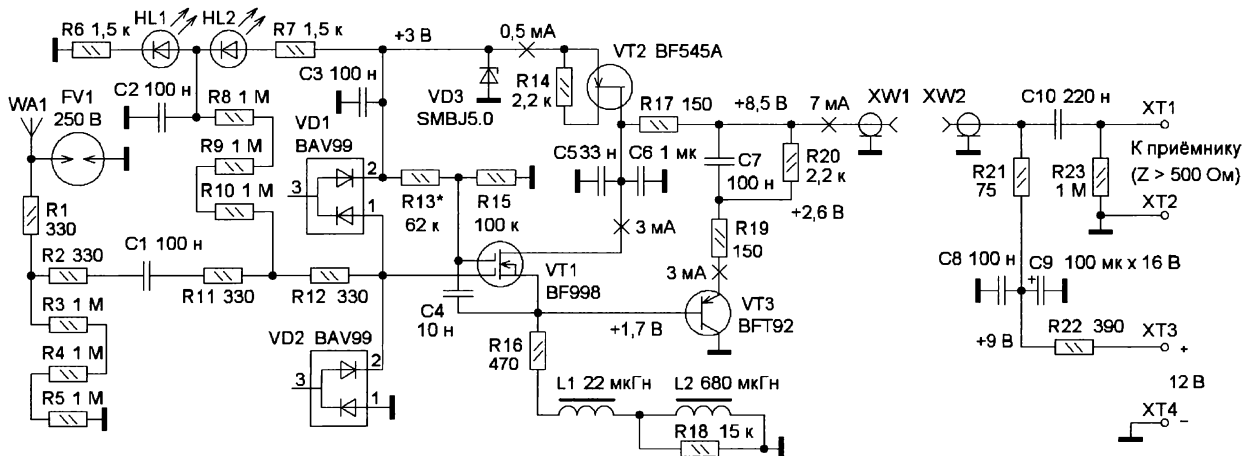 R6 1,5 к
HL1
HL2
R7 1,5 к
+3 В
0,5 мА
VT2 BF545A
WA1
FV1
250 В
C2 100 н
R8 1 М
C3 100 н
VD3
SMBJ5.0
R14
2,2 к
R17 150
+8,5 В
7 мА
XW1
XW2
C10 220 н
XT1
R9 1 М
VD1
BAV99
2
3
1
R10 1 М
R1
330
R13*
62 к
R15
100 к
C5 33 н
C6 1 мк
C7
100 н
R20
2,2 к
+2,6 В
R21
75
R23
1 М
К приёмнику
(Z > 500 Ом)
XT2
R2 330
C1 100 н
R11 330
R12 330
3 мА
R19
150
VT1
BF998
3 мА
C8 100 н
C9
+
100 мк x 16 В
R3 1 М
C4
10 н
+1,7 В
VT3
BFT92
VD2 BAV99
2
3
1
R16
470
R22 390
+9 В
XT3
+
R4 1 М
R5 1 М
L1 22 мкГн
L2 680 мкГн
R18 15 к
12 В
XT4
−